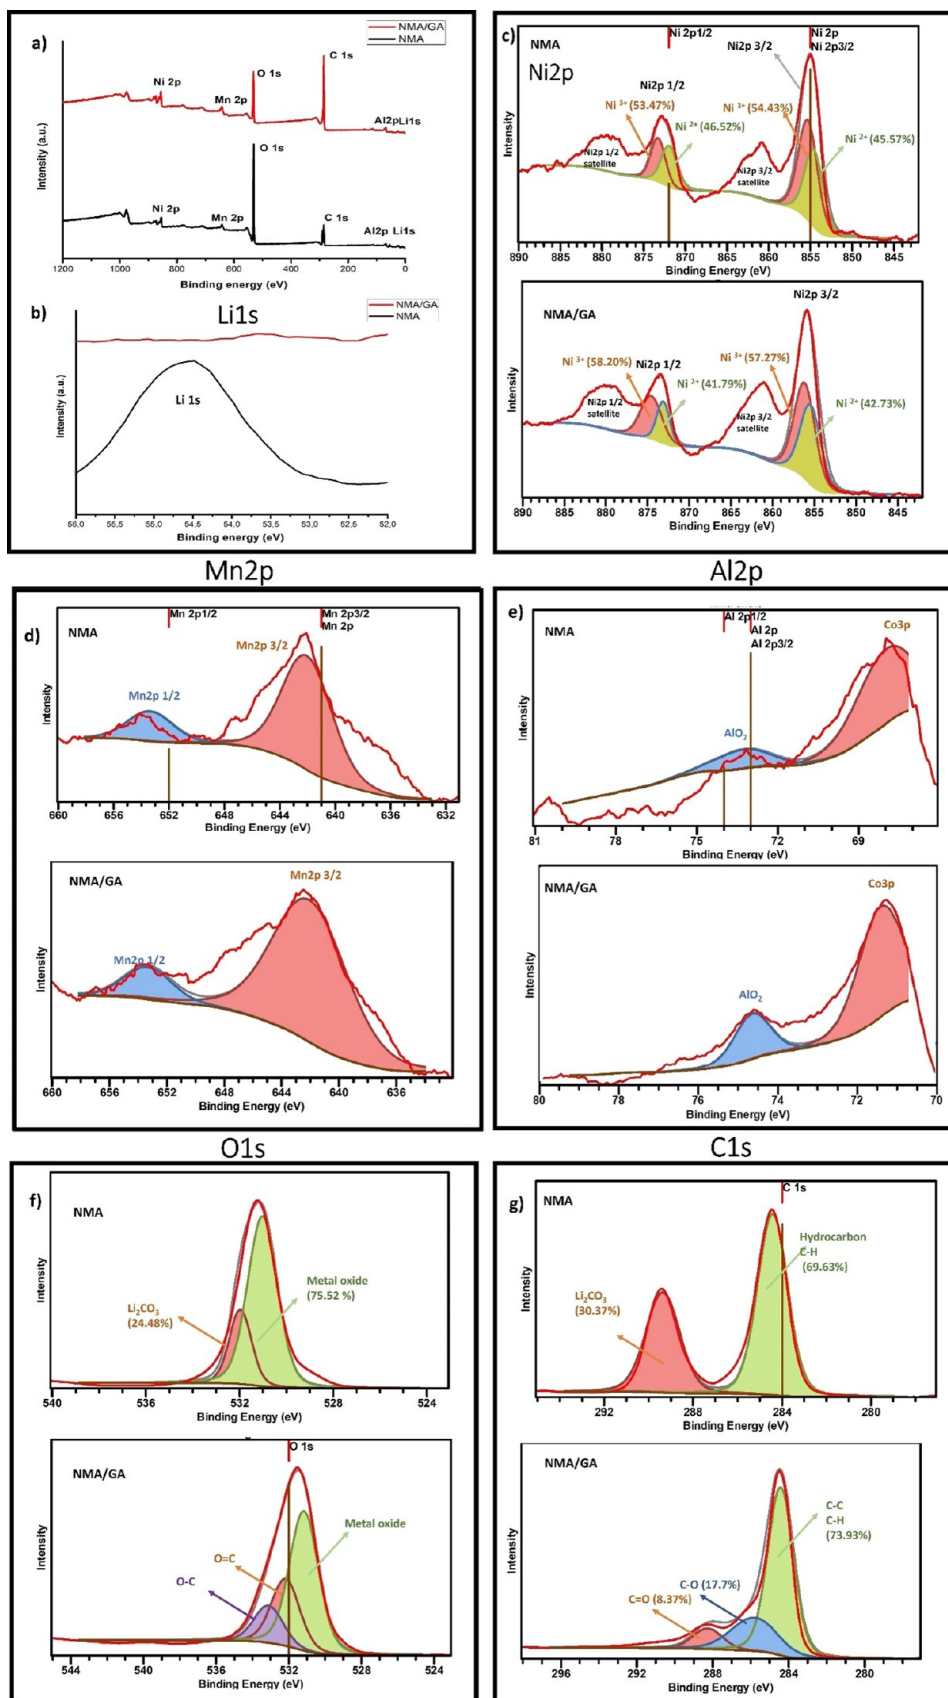 a)
NMA/GA
NMA
C 1s
O 1s
Ni 2p
Mn 2p
Al2pLi1s
O 1s
Ni 2p
Mn 2p
C 1s
Al2p Li1s
Intensity (a.u.)
1200 1000 800 600 400 200 0
Binding energy (eV)
b)
Li1s
NMA/GA
NMA
Li 1s
Intensity (a.u.)
55,5 55,0 54,5 54,0 53,5 53,0 52,5 52,0
Binding energy (eV)
c)
NMA
Ni2p
Ni 2p1/2
Ni 2p
Ni 2p3/2
Ni2p 3/2
Ni2p 1/2
Ni 3+ (53.47%)
Ni 3+ (54.43%)
Ni 2+ (46.52%)
Ni 2+ (45.57%)
Ni2p 1/2
satellite
Ni2p 3/2
satellite
Intensity
890 885 880 875 870 865 860 855 850 845
Binding Energy (eV)
NMA/GA
Ni2p 3/2
Ni 3+ (58.20%)
Ni2p 1/2
Ni 3+ (57.27%)
Ni 2+ (41.79%)
Ni 2+ (42.73%)
Ni2p 1/2
satellite
Ni2p 3/2
satellite
Intensity
890 885 880 875 870 865 860 855 850 845
Binding Energy (eV)
Mn2p
d)
NMA
Mn 2p1/2
Mn 2p3/2
Mn 2p
Mn2p 3/2
Mn2p 1/2
Intensity
660 656 652 648 644 640 636 632
Binding Energy (eV)
NMA/GA
Mn2p 3/2
Mn2p 1/2
Intensity
660 656 652 648 644 640 636
Binding Energy (eV)
Al2p
e)
NMA
Al 2p1/2
Al 2p
Al 2p3/2
Co3p
AlO2
Intensity
81 78 75 72 69
Binding Energy (eV)
NMA/GA
Co3p
AlO2
Intensity
80 78 76 74 72 70
Binding Energy (eV)
O1s
f)
NMA
Metal oxide
(75.52 %)
Li2CO3
(24.48%)
Intensity
540 536 532 528 524
Binding Energy (eV)
NMA/GA
O 1s
Metal oxide
O=C
O-C
Intensity
544 540 536 532 528 524
Binding Energy (eV)
C1s
g)
NMA
C 1s
Hydrocarbon
C-H
(69.63%)
Li2CO3
(30.37%)
Intensity
292 288 284 280
Binding Energy (eV)
NMA/GA
C-C
C-H
(73.93%)
C-O (17.7%)
C=O (8.37%)
Intensity
296 292 288 284 280
Binding Energy (eV)